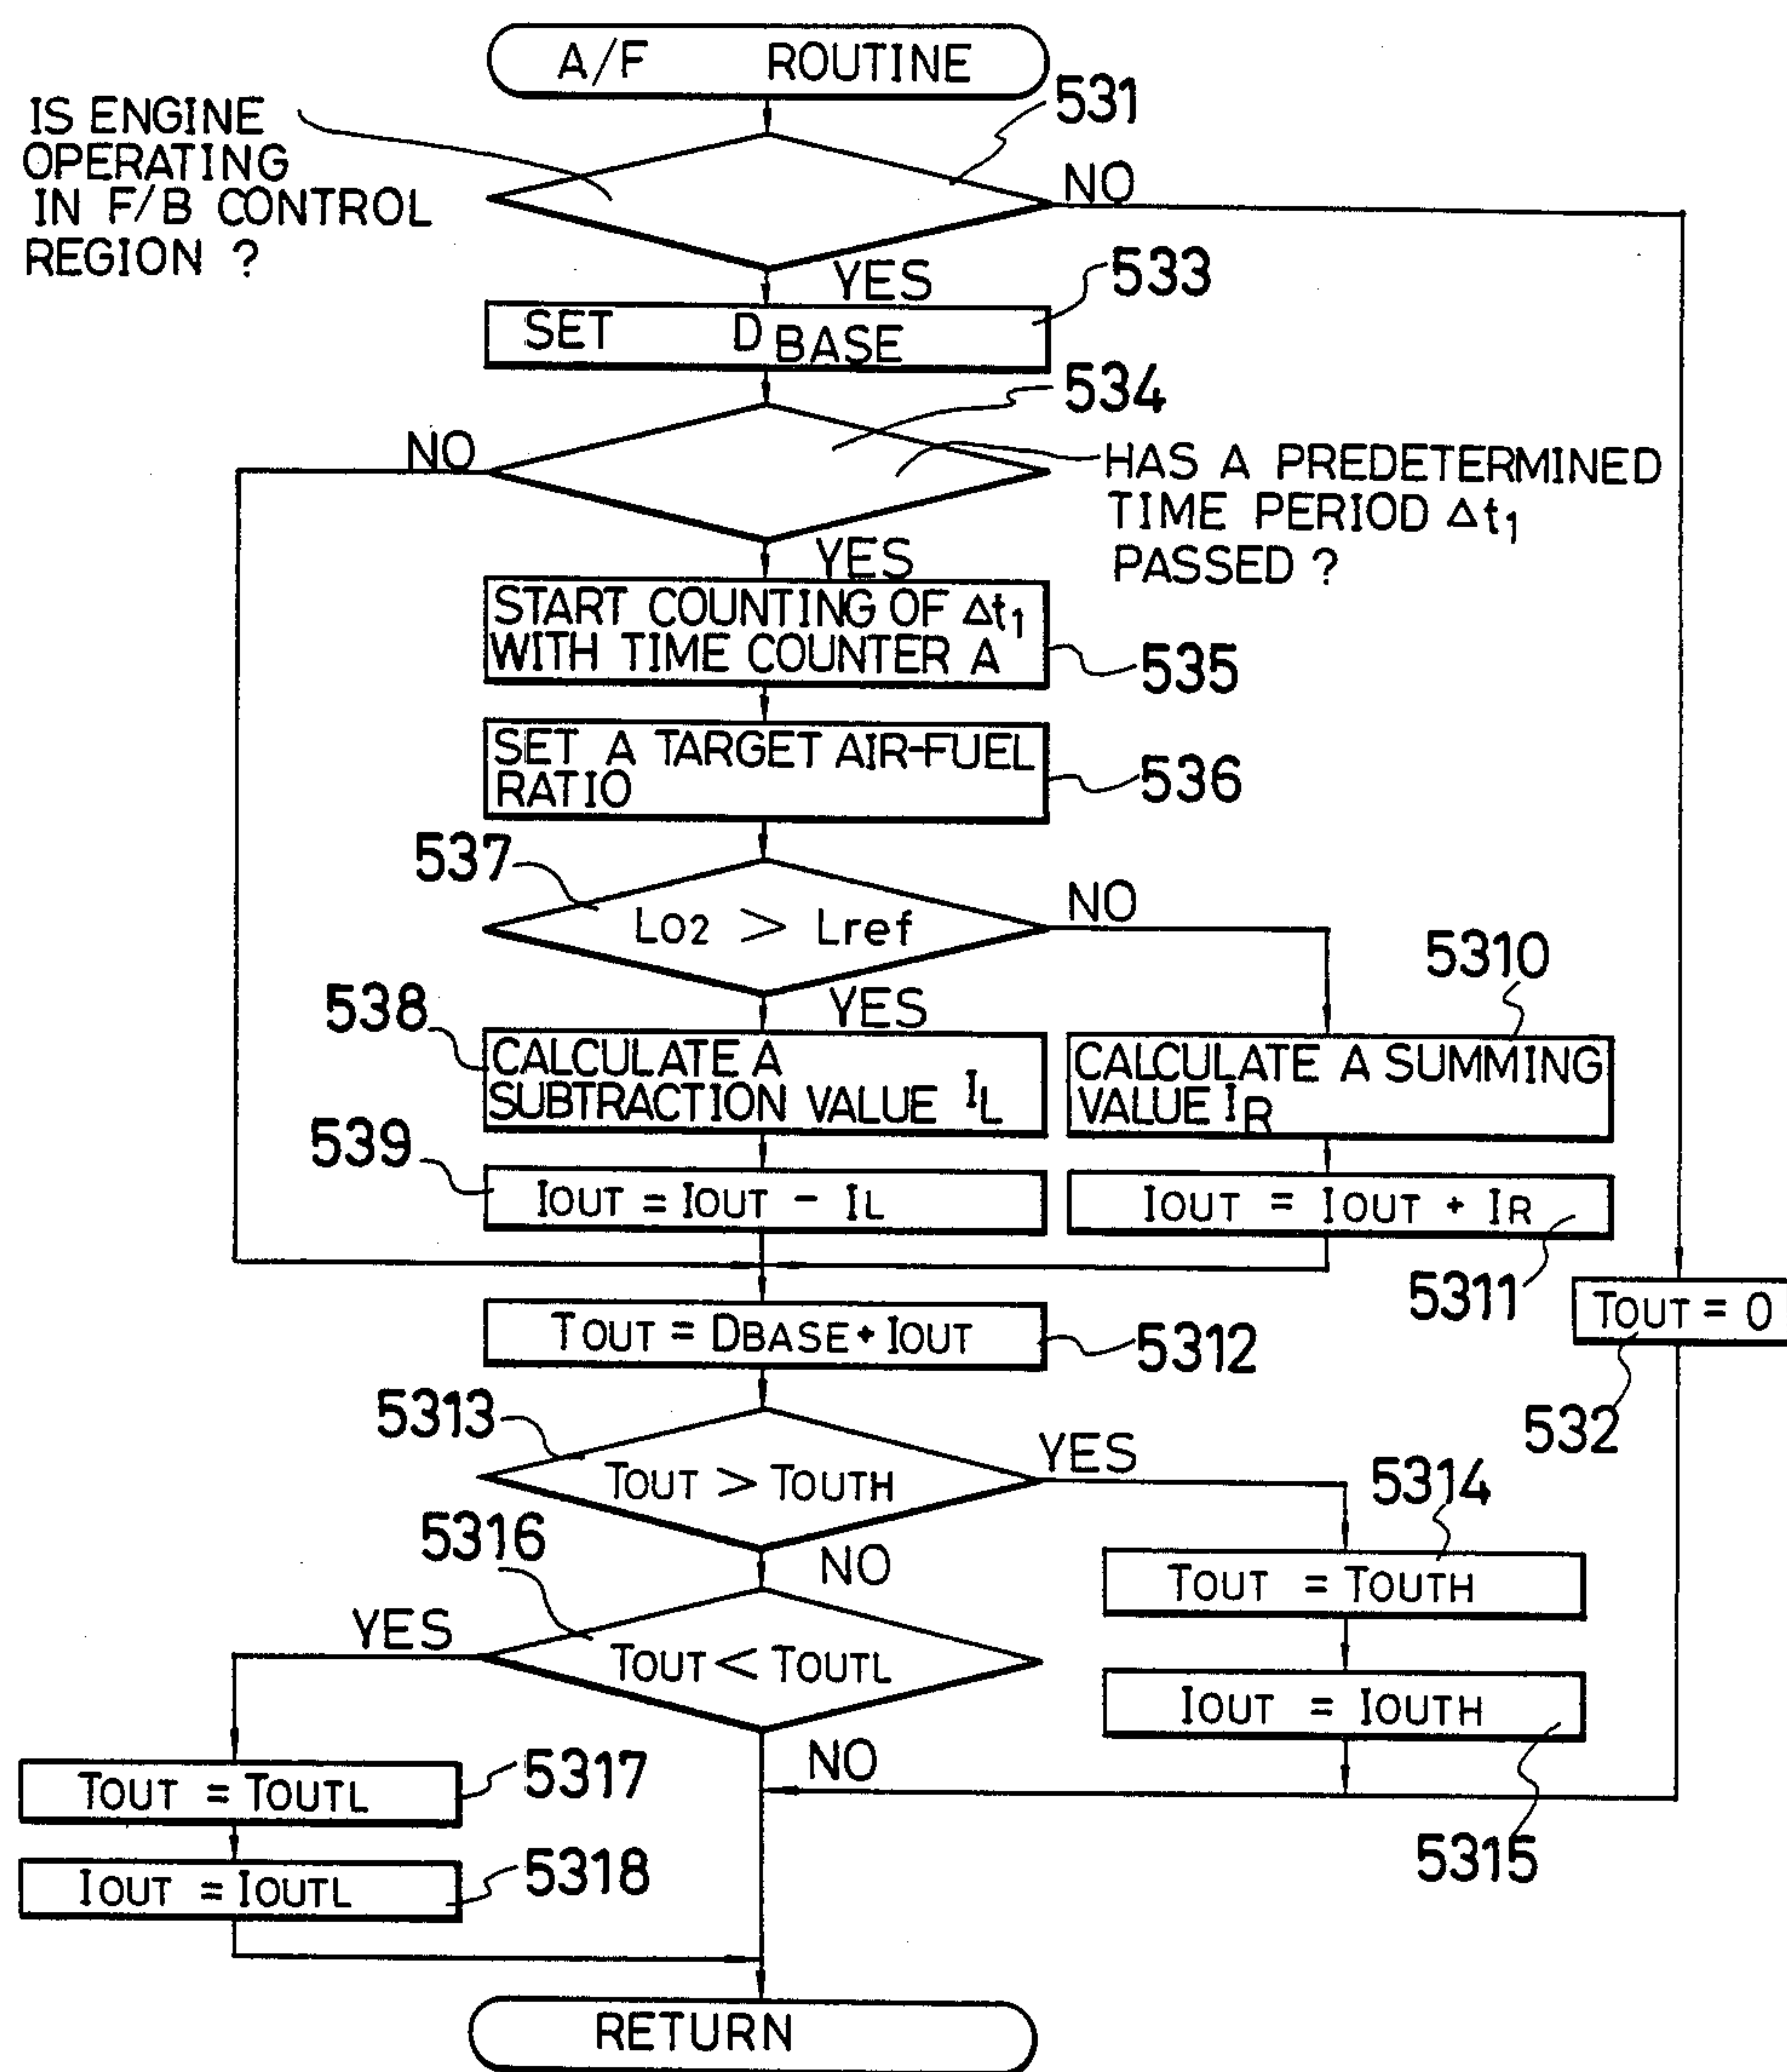 A/F ROUTINE
IS ENGINE
OPERATING
IN F/B CONTROL
REGION ?
531
NO
YES
533
SET DBASE
534
NO
HAS A PREDETERMINED
TIME PERIOD Δt1
PASSED ?
YES
START COUNTING OF Δt1
WITH TIME COUNTER A
535
SET A TARGET AIR-FUEL
RATIO
536
537
LO2 > Lref
NO
YES
5310
538
CALCULATE A
SUBTRACTION VALUE IL
CALCULATE A SUMMING
VALUE IR
539
IOUT = IOUT - IL
IOUT = IOUT + IR
5311
TOUT = 0
532
TOUT = DBASE + IOUT
5312
5313
TOUT > TOUTH
YES
NO
5314
TOUT = TOUTH
5316
YES
TOUT < TOUTL
IOUT = IOUTH
NO
5315
TOUT = TOUTL
5317
IOUT = IOUTL
5318
RETURN